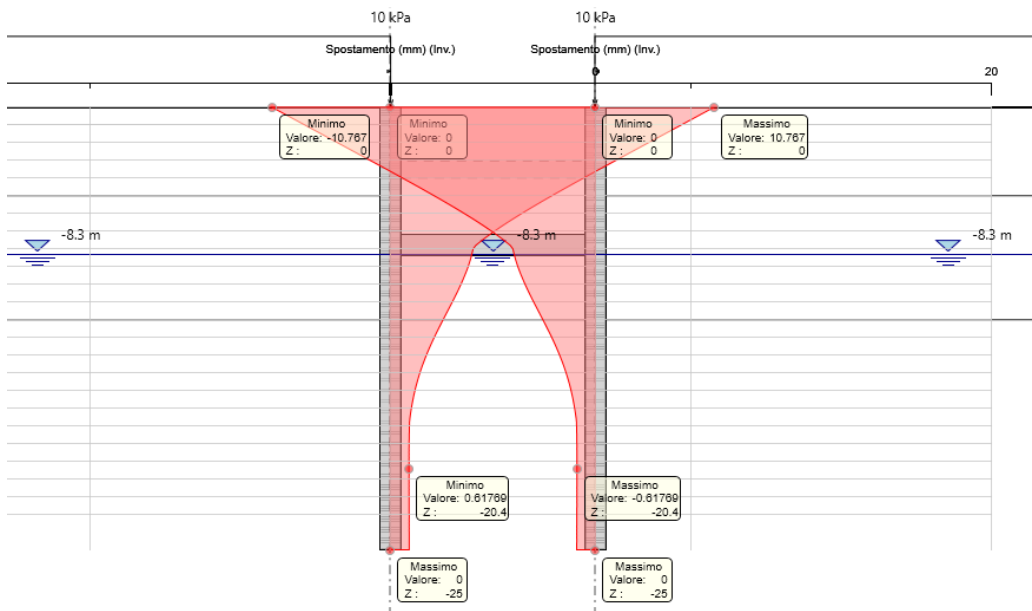 10 kPa
10 kPa
Spostamento (mm) (Inv.)
Spostamento (mm) (Inv.)
0
20
Minimo
Valore: -10.767
Z : 0
Minimo
Valore: 0
Z : 0
Minimo
Valore: 0
Z : 0
Massimo
Valore: 10.767
Z : 0
-8.3 m
-8.3 m
-8.3 m
Minimo
Valore: 0.61769
Z : -20.4
Massimo
Valore: -0.61769
Z : -20.4
Massimo
Valore: 0
Z : -25
Massimo
Valore: 0
Z : -25